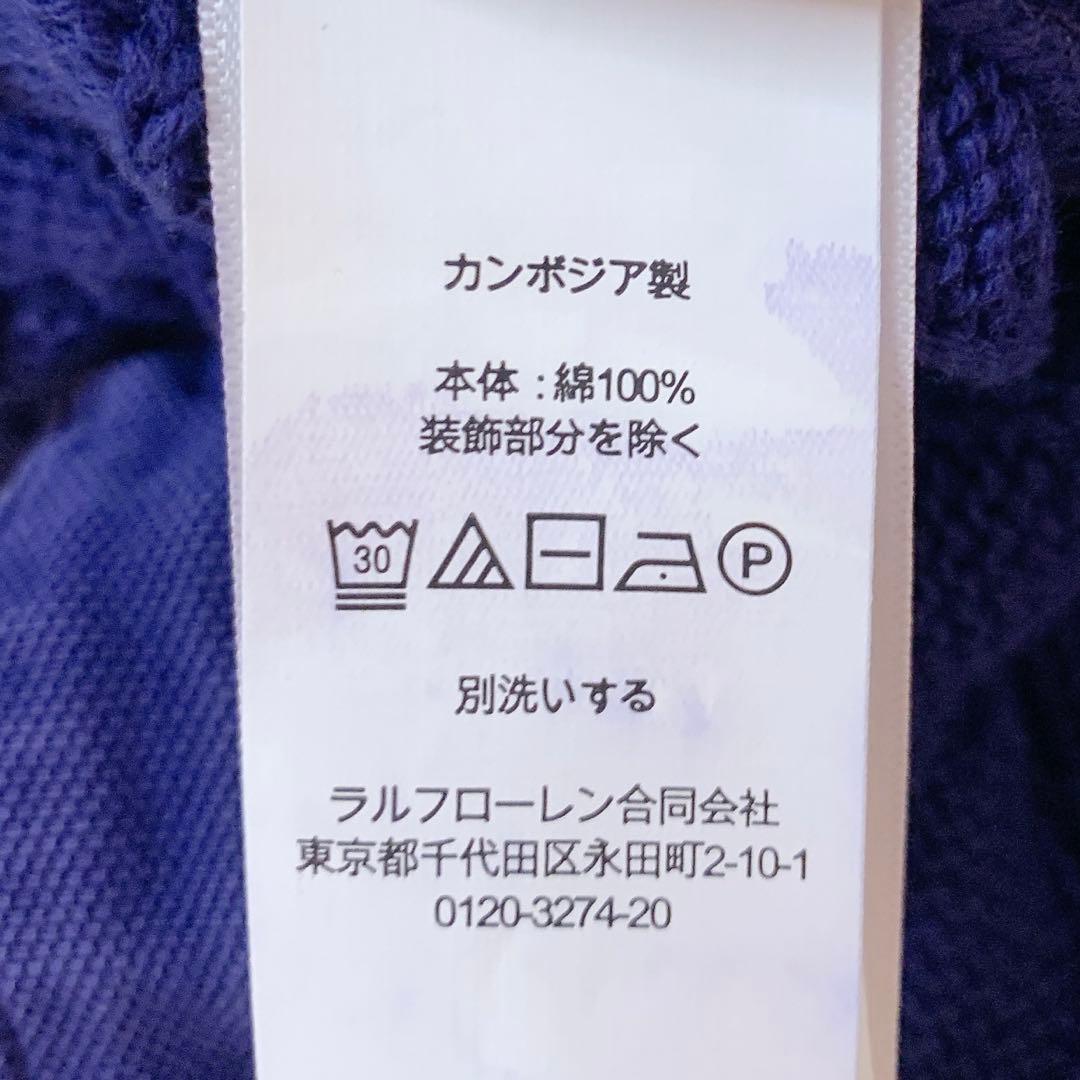 カンボジア製
本体:綿100%
装飾部分を除く
30 P
別洗いする
ラルフローレン合同会社
東京都千代田区永田町2-10-1
0120-3274-20